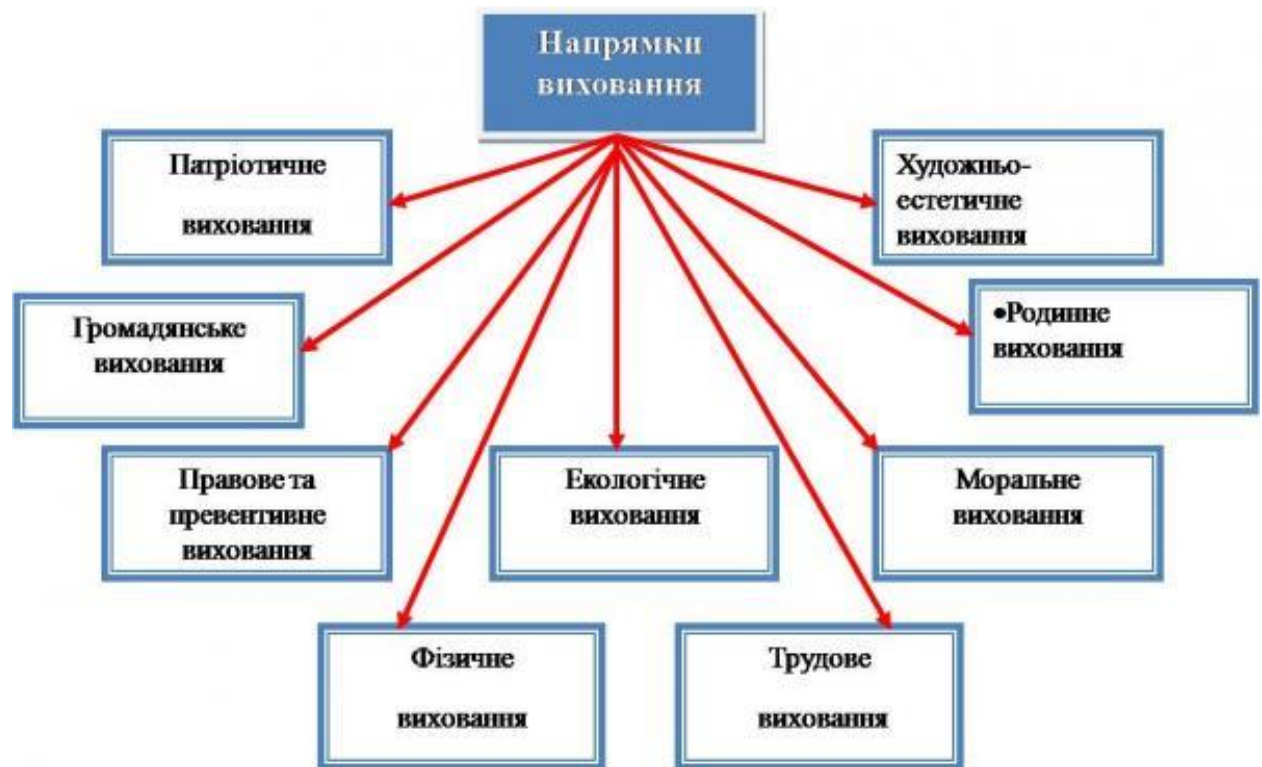 Напрямки
виховання
Патріотичне
виховання
Художньо-
естетичне
виховання
Громадянське
виховання
•Родинне
виховання
Правове та
превентивне
виховання
Екологічне
виховання
Моральне
виховання
Фізичне
виховання
Трудове
виховання